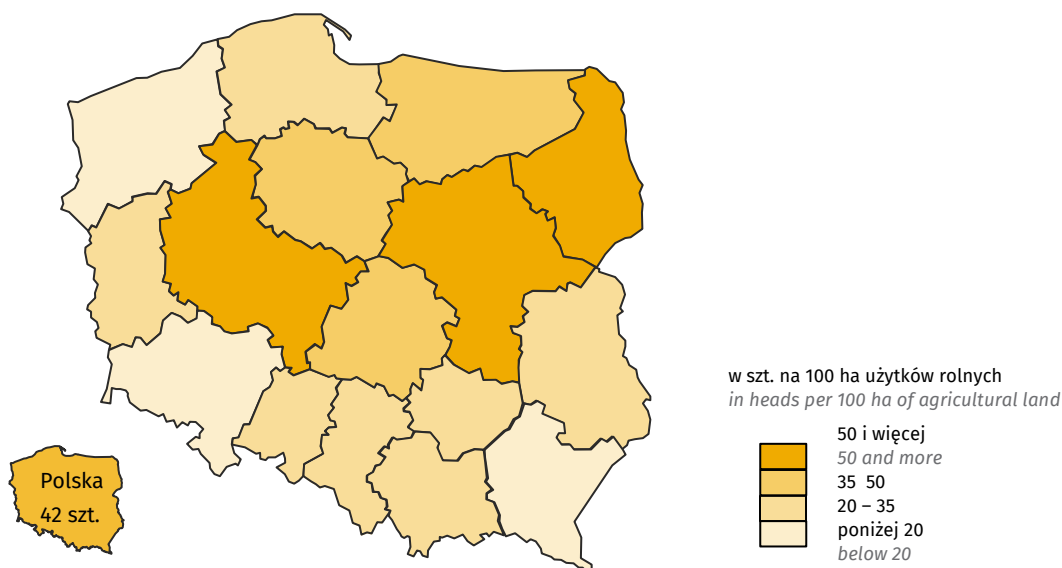 w szt. na 100 ha użytków rolnych
in heads per 100 ha of agricultural land
50 i więcej
50 and more
35 50
20 – 35
poniżej 20
below 20
Polska
42 szt.